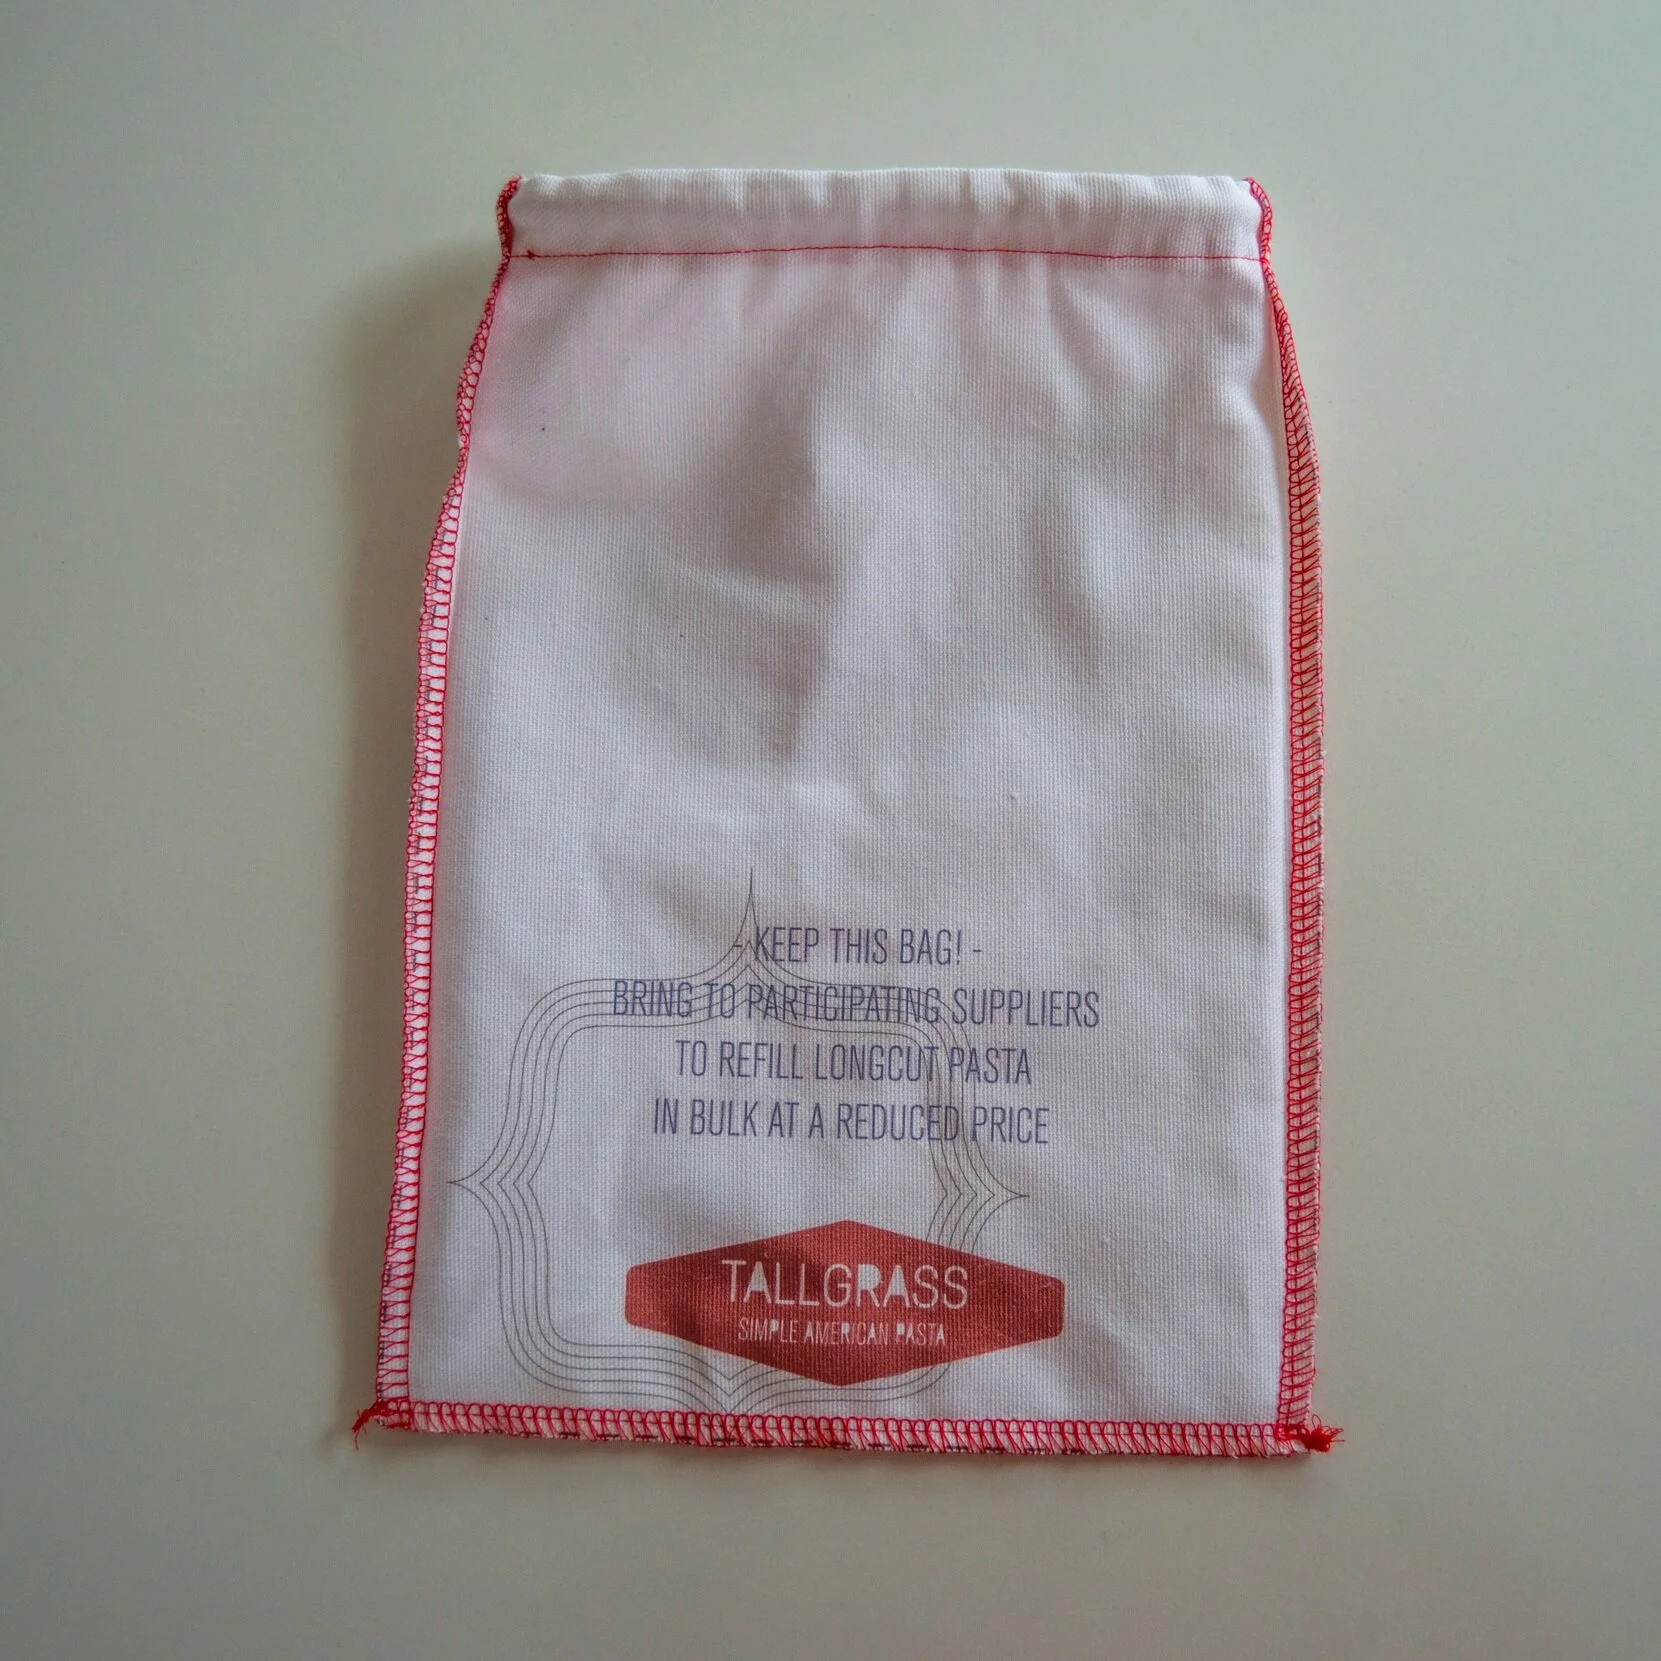 - KEEP THIS BAG! -
BRING TO PARTICIPATING SUPPLIERS
TO REFILL LONGCUT PASTA
IN BULK AT A REDUCED PRICE
TALLGRASS
SIMPLE AMERICAN PASTA